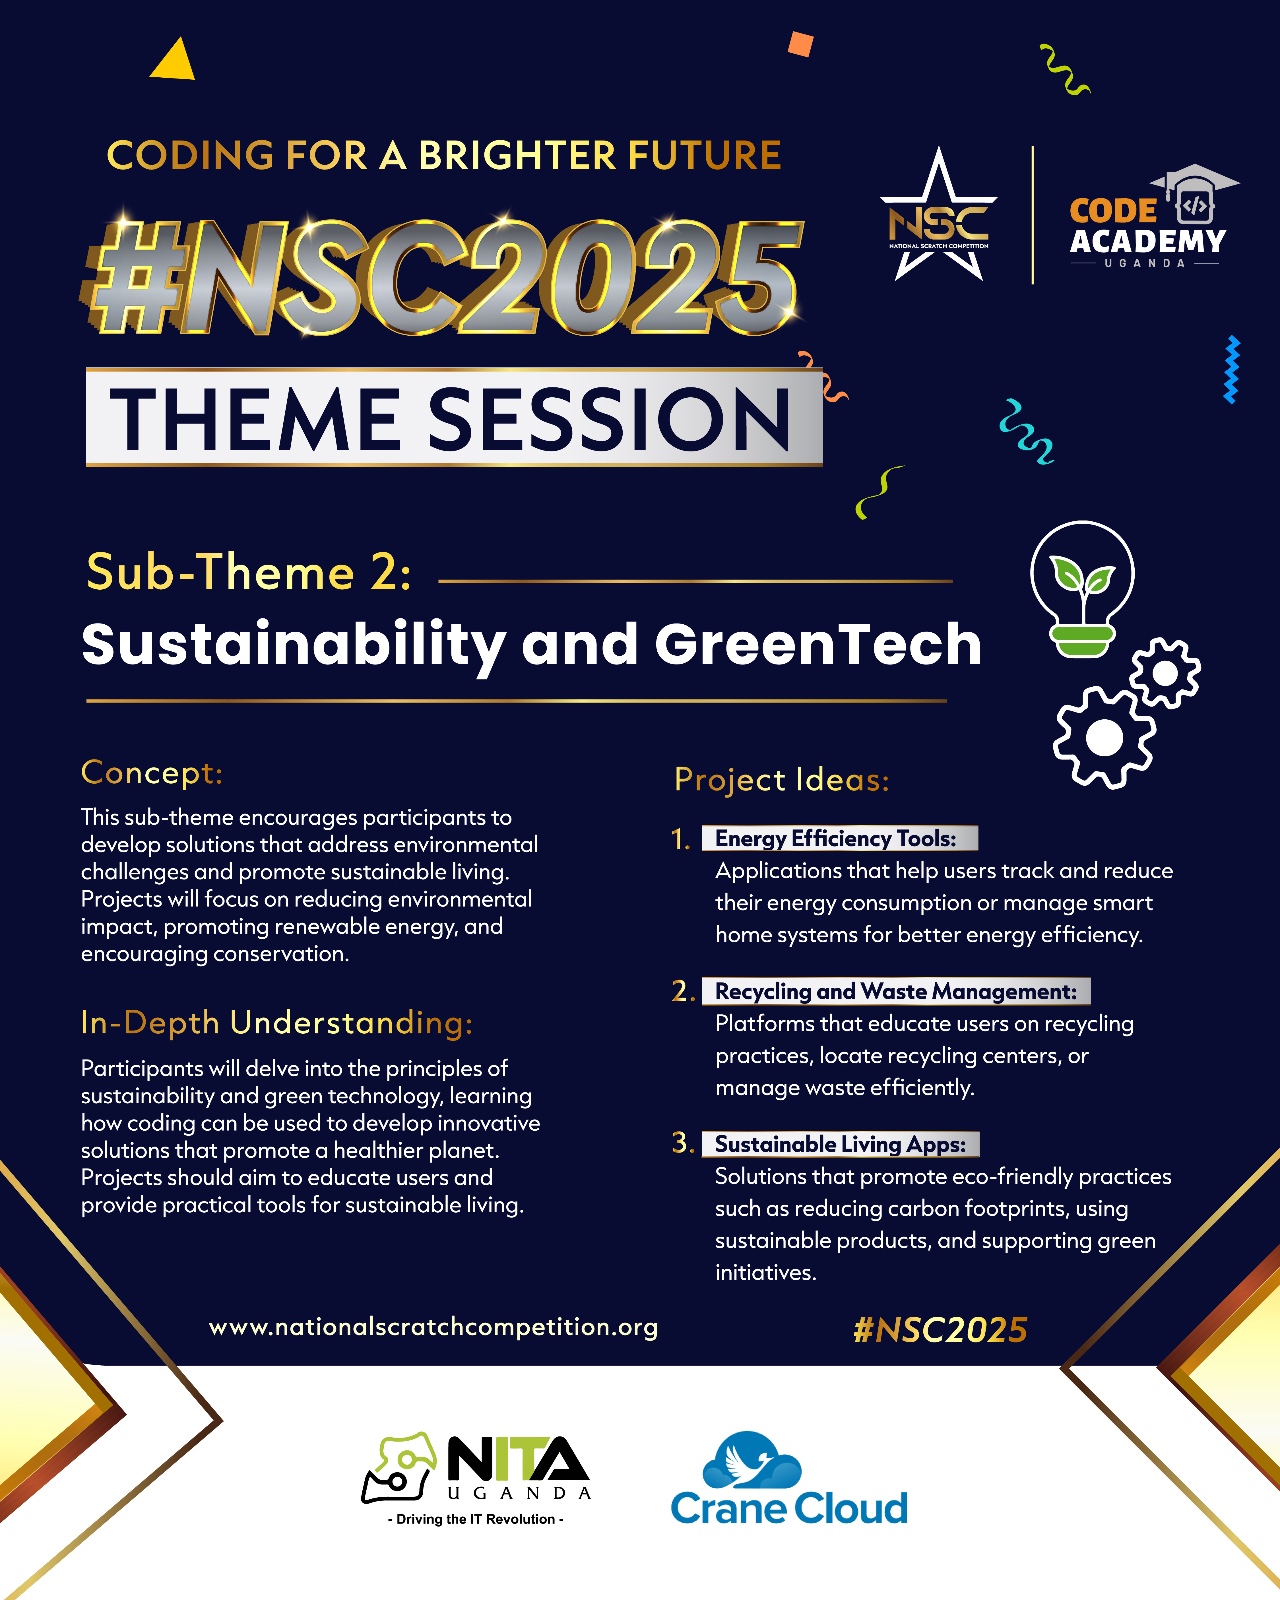 CODING FOR A BRIGHTER FUTURE
#NSC2025
THEME SESSION
NSC
NATIONAL SCRATCH COMPETITION
CODE
</>
ACADEMY
UGANDA
Sub-Theme 2:
Sustainability and GreenTech
Concept:
This sub-theme encourages participants to
develop solutions that address environmental
challenges and promote sustainable living.
Projects will focus on reducing environmental
impact, promoting renewable energy, and
encouraging conservation.
In-Depth Understanding:
Participants will delve into the principles of
sustainability and green technology, learning
how coding can be used to develop innovative
solutions that promote a healthier planet.
Projects should aim to educate users and
provide practical tools for sustainable living.
Project Ideas:
1. Energy Efficiency Tools:
Applications that help users track and reduce
their energy consumption or manage smart
home systems for better energy efficiency.
2. Recycling and Waste Management:
Platforms that educate users on recycling
practices, locate recycling centers, or
manage waste efficiently.
3. Sustainable Living Apps:
Solutions that promote eco-friendly practices
such as reducing carbon footprints, using
sustainable products, and supporting green
initiatives.
www.nationalscratchcompetition.org
#NSC2025
NITA
UGANDA
- Driving the IT Revolution -
Crane Cloud